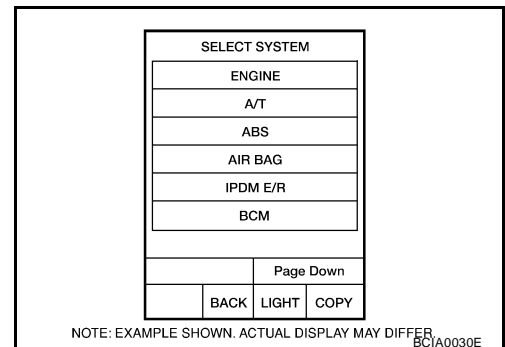 SELECT SYSTEM
ENGINE
A/T
ABS
AIR BAG
IPDM E/R
BCM
Page Down
BACK LIGHT COPY
NOTE: EXAMPLE SHOWN. ACTUAL DISPLAY MAY DIFFER.
BCIA0030E